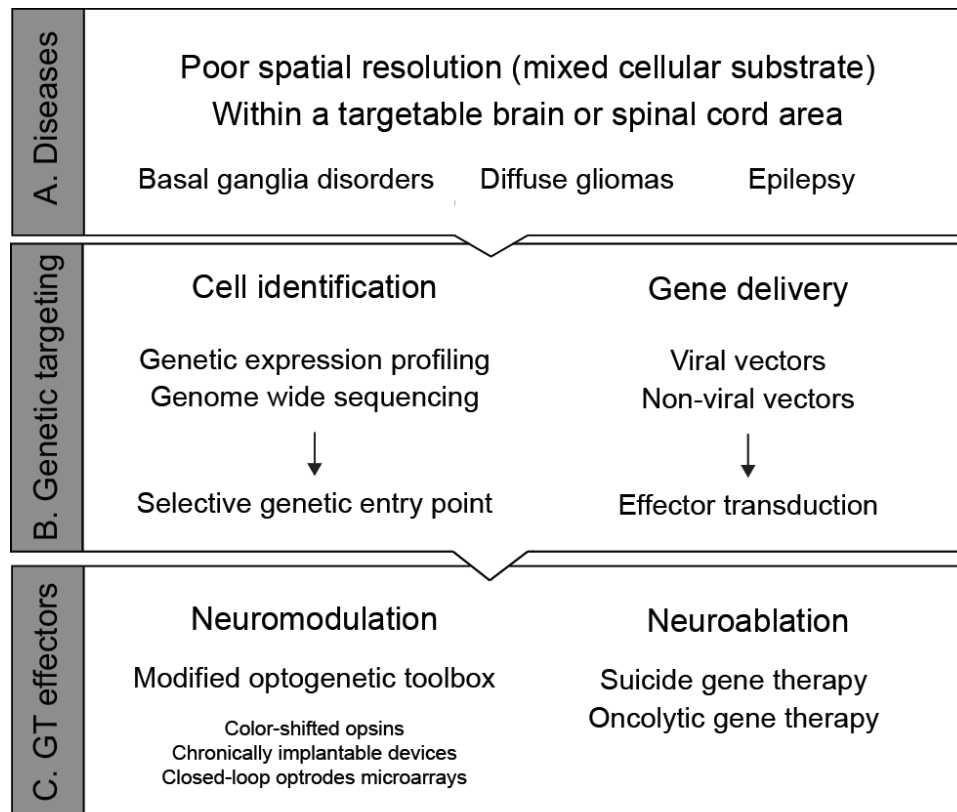 A. Diseases
Poor spatial resolution (mixed cellular substrate)
Within a targetable brain or spinal cord area
Basal ganglia disorders
Diffuse gliomas
Epilepsy
B. Genetic targeting
Cell identification
Genetic expression profiling
Genome wide sequencing
Selective genetic entry point
Gene delivery
Viral vectors
Non-viral vectors
Effector transduction
C. GT effectors
Neuromodulation
Modified optogenetic toolbox
Color-shifted opsins
Chronically implantable devices
Closed-loop optrodes microarrays
Neuroablation
Suicide gene therapy
Oncolytic gene therapy